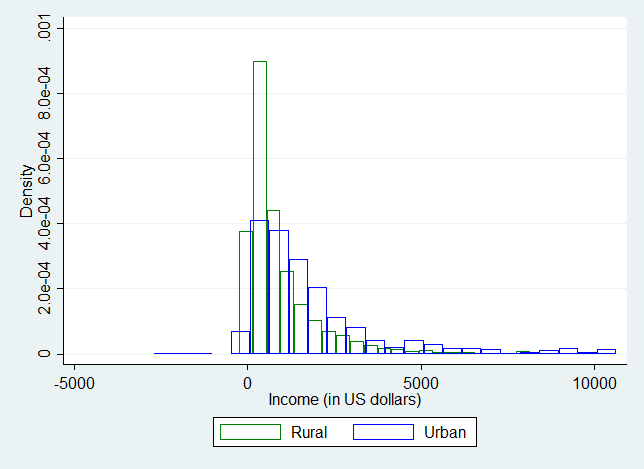 Density
.001
8.0e-04
6.0e-04
4.0e-04
2.0e-04
0
-5000 0 5000 10000
Income (in US dollars)
Rural Urban